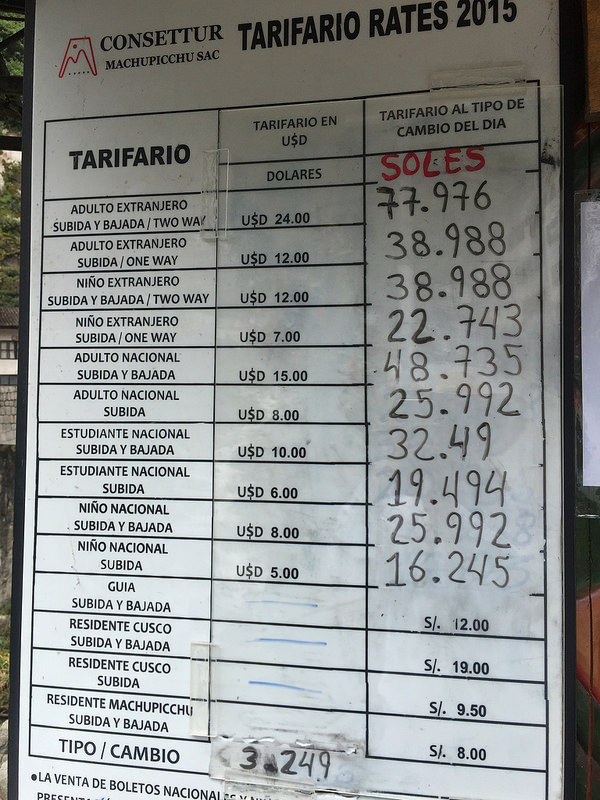 CONSETTUR
MACHUPICCHU SAC
TARIFARIO RATES 2015
TARIFARIO
TARIFARIO EN
U$D
TARIFARIO AL TIPO DE
CAMBIO DEL DIA
DOLARES
SOLES
ADULTO EXTRANJERO
SUBIDA Y BAJADA / TWO WAY
U$D 24.00
77.976
ADULTO EXTRANJERO
SUBIDA / ONE WAY
U$D 12.00
38.988
NIÑO EXTRANJERO
SUBIDA Y BAJADA / TWO WAY
U$D 12.00
38.988
NIÑO EXTRANJERO
SUBIDA / ONE WAY
U$D 7.00
22.743
ADULTO NACIONAL
SUBIDA Y BAJADA
U$D 15.00
48.735
ADULTO NACIONAL
SUBIDA
U$D 8.00
25.992
ESTUDIANTE NACIONAL
SUBIDA Y BAJADA
U$D 10.00
32.49
ESTUDIANTE NACIONAL
SUBIDA
U$D 6.00
19.494
NIÑO NACIONAL
SUBIDA Y BAJADA
U$D 8.00
25.992
NIÑO NACIONAL
SUBIDA
U$D 5.00
16.245
GUIA
SUBIDA Y BAJADA
S/. 12.00
RESIDENTE CUSCO
SUBIDA Y BAJADA
S/. 19.00
RESIDENTE CUSCO
SUBIDA
S/. 9.50
RESIDENTE MACHUPICCHU
SUBIDA Y BAJADA
S/. 8.00
TIPO / CAMBIO
3.249
•LA VENTA DE BOLETOS NACIONALES Y